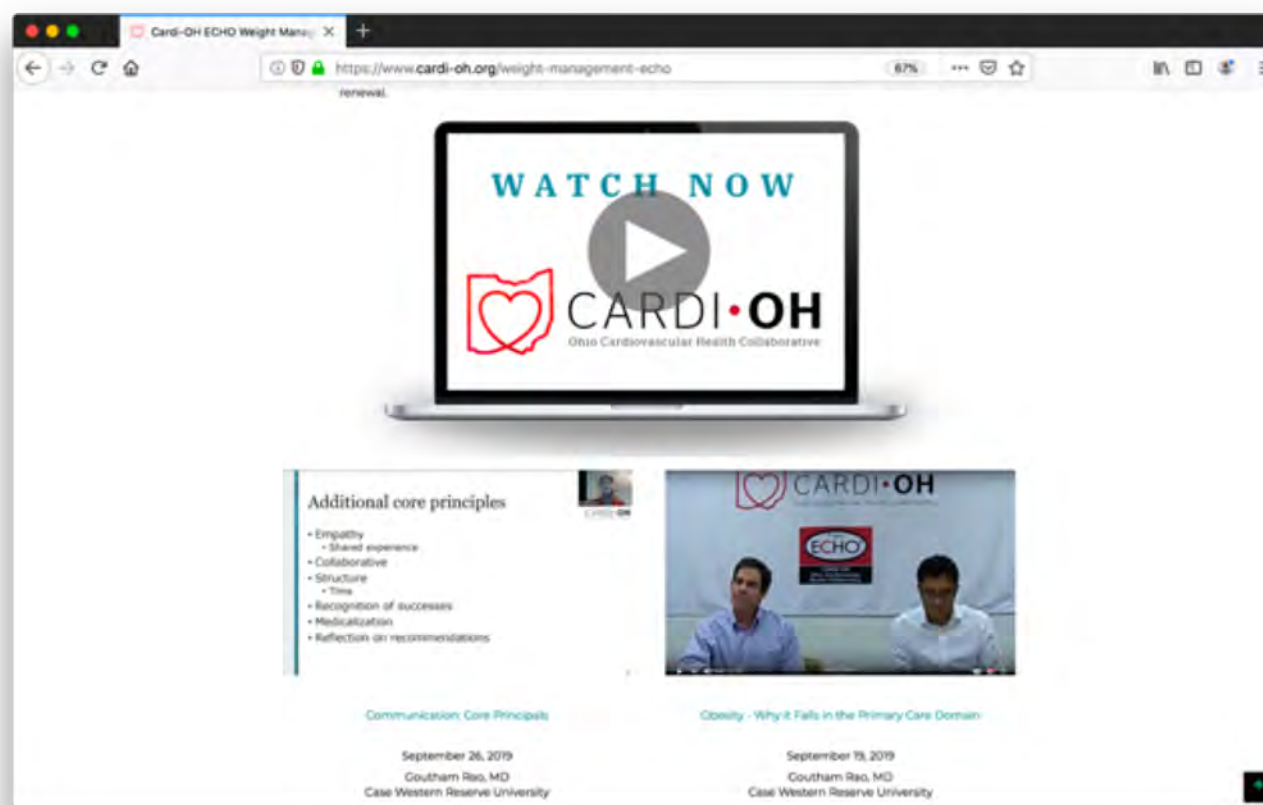 Cardi-OH ECHO Weight Manag
https://www.cardi-oh.org/weight-management-echo
67%
renewal.
WATCH NOW
CARDI•OH
Ohio Cardiovascular Health Collaborative
Additional core principles
• Empathy
• Shared experience
• Collaborative
• Structure
• Time
• Recognition of successes
• Medicalization
• Reflection on recommendations
CARDI•OH
CARDI•OH
ECHO
Communication: Core Principals
Obesity - Why it Falls in the Primary Care Domain
September 26, 2019
September 19, 2019
Goutham Rao, MD
Goutham Rao, MD
Case Western Reserve University
Case Western Reserve University